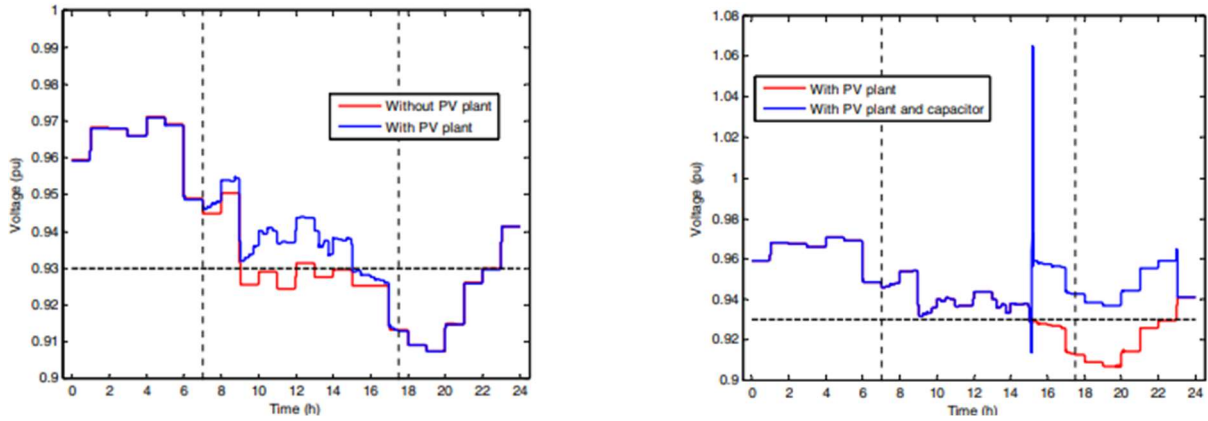 1
0.99
0.98
0.97
0.96
0.95
0.94
0.93
0.92
0.91
0.9
Voltage (pu)
Without PV plant
With PV plant
0 2 4 6 8 10 12 14 16 18 20 22 24
Time (h)
1.08
1.06
1.04
1.02
1
0.98
0.96
0.94
0.92
0.9
Voltage (pu)
With PV plant
With PV plant and capacitor
0 2 4 6 8 10 12 14 16 18 20 22 24
Time (h)